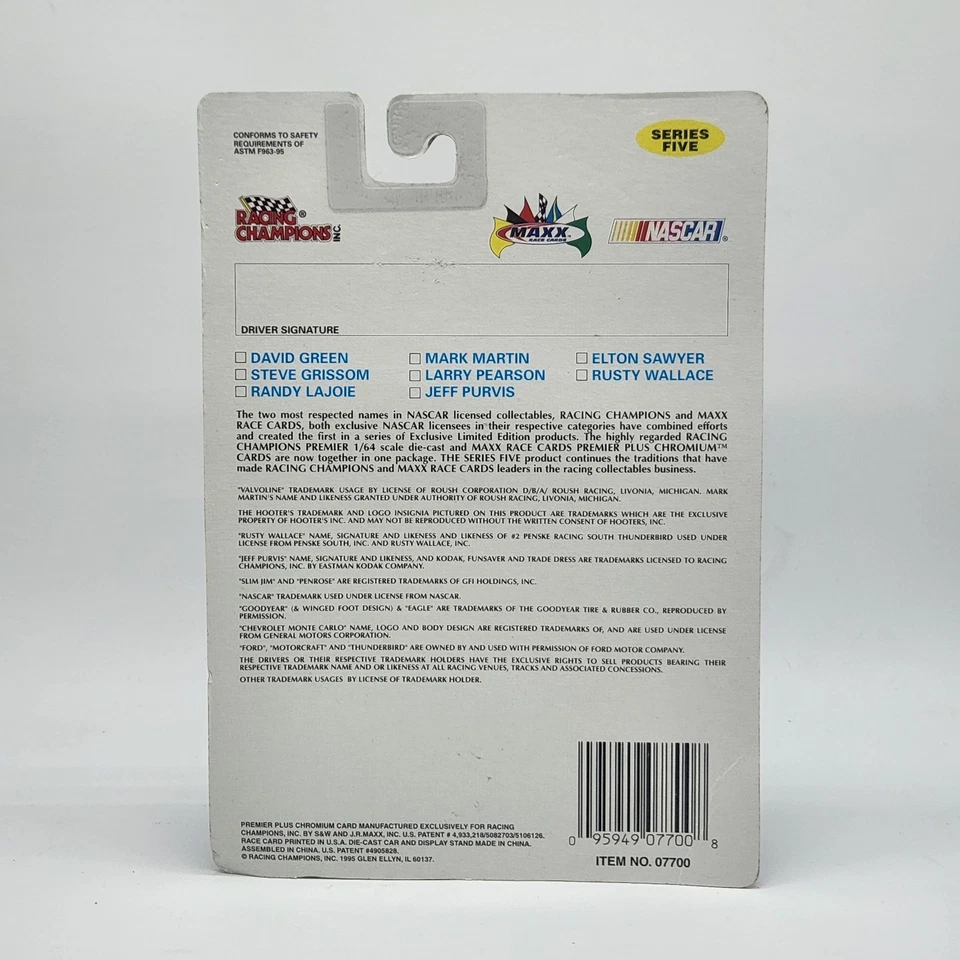 CONFORMS TO SAFETY
REQUIREMENTS OF
ASTM F963-95
SERIES
FIVE
RACING®
CHAMPIONS INC.
MAXX
RACE CARDS
NASCAR®
DRIVER SIGNATURE
DAVID GREEN
STEVE GRISSOM
RANDY LAJOIE
MARK MARTIN
LARRY PEARSON
JEFF PURVIS
ELTON SAWYER
RUSTY WALLACE
The two most respected names in NASCAR licensed collectables, RACING CHAMPIONS and MAXX
RACE CARDS, both exclusive NASCAR licensees in their respective categories have combined efforts
and created the first in a series of Exclusive Limited Edition products. The highly regarded RACING
CHAMPIONS PREMIER 1/64 scale die-cast and MAXX RACE CARDS PREMIER PLUS CHROMIUM™
CARDS are now together in one package. THE SERIES FIVE product continues the traditions that have
made RACING CHAMPIONS and MAXX RACE CARDS leaders in the racing collectables business.
"VALVOLINE" TRADEMARK USAGE BY LICENSE OF ROUSH CORPORATION D/B/A/ ROUSH RACING, LIVONIA, MICHIGAN. MARK
MARTIN'S NAME AND LIKENESS GRANTED UNDER AUTHORITY OF ROUSH RACING, LIVONIA, MICHIGAN.
THE HOOTER'S TRADEMARK AND LOGO INSIGNIA PICTURED ON THIS PRODUCT ARE TRADEMARKS WHICH ARE THE EXCLUSIVE
PROPERTY OF HOOTER'S INC. AND MAY NOT BE REPRODUCED WITHOUT THE WRITTEN CONSENT OF HOOTERS, INC.
"RUSTY WALLACE" NAME, SIGNATURE AND LIKENESS AND LIKENESS OF #2 PENSKE RACING SOUTH THUNDERBIRD USED UNDER
LICENSE FROM PENSKE SOUTH, INC. AND RUSTY WALLACE, INC.
"JEFF PURVIS" NAME, SIGNATURE AND LIKENESS, AND KODAK, FUNSAVER AND TRADE DRESS ARE TRADEMARKS LICENSED TO RACING
CHAMPIONS, INC. BY EASTMAN KODAK COMPANY.
"SLIM JIM" AND "PENROSE" ARE REGISTERED TRADEMARKS OF GFI HOLDINGS, INC.
"NASCAR" TRADEMARK USED UNDER LICENSE FROM NASCAR.
"GOODYEAR" (& WINGED FOOT DESIGN) & "EAGLE" ARE TRADEMARKS OF THE GOODYEAR TIRE & RUBBER CO., REPRODUCED BY
PERMISSION.
"CHEVROLET MONTE CARLO" NAME, LOGO AND BODY DESIGN ARE REGISTERED TRADEMARKS OF, AND ARE USED UNDER LICENSE
FROM GENERAL MOTORS CORPORATION.
"FORD", "MOTORCRAFT" AND "THUNDERBIRD" ARE OWNED BY AND USED WITH PERMISSION OF FORD MOTOR COMPANY.
THE DRIVERS OR THEIR RESPECTIVE TRADEMARK HOLDERS HAVE THE EXCLUSIVE RIGHTS TO SELL PRODUCTS BEARING THEIR
RESPECTIVE TRADEMARK NAME AND OR LIKENESS AT ALL RACING VENUES, TRACKS AND ASSOCIATED CONCESSIONS.
OTHER TRADEMARK USAGES BY LICENSE OF TRADEMARK HOLDER.
PREMIER PLUS CHROMIUM CARD MANUFACTURED EXCLUSIVELY FOR RACING
CHAMPIONS, INC. BY S&W AND J.R.MAXX, INC. U.S. PATENT # 4,933,218/5082703/5106126.
RACE CARD PRINTED IN U.S.A. DIE-CAST CAR AND DISPLAY STAND MADE IN CHINA.
ASSEMBLED IN CHINA. U.S. PATENT #4905828.
© RACING CHAMPIONS, INC. 1995 GLEN ELLYN, IL 60137.
0 95949 07700 8
ITEM NO. 07700